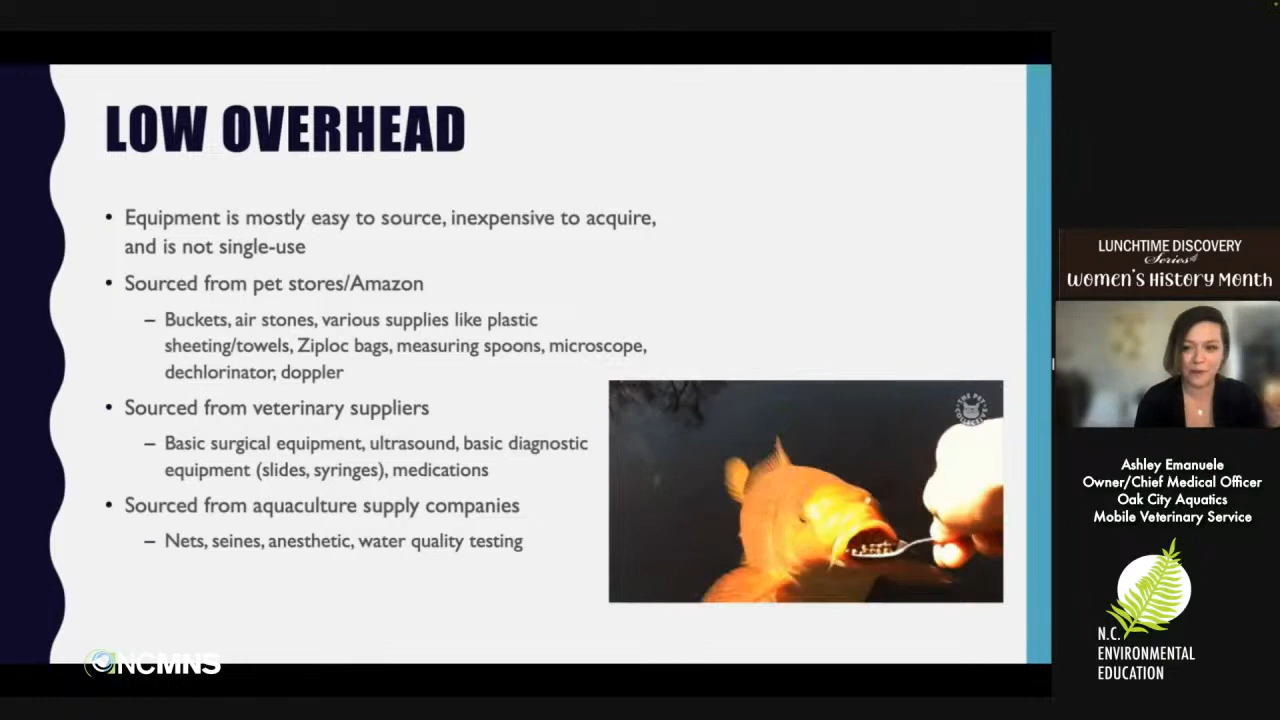 LOW OVERHEAD
• Equipment is mostly easy to source, inexpensive to acquire,
and is not single-use
• Sourced from pet stores/Amazon
– Buckets, air stones, various supplies like plastic
sheeting/towels, Ziploc bags, measuring spoons, microscope,
dechlorinator, doppler
• Sourced from veterinary suppliers
– Basic surgical equipment, ultrasound, basic diagnostic
equipment (slides, syringes), medications
• Sourced from aquaculture supply companies
– Nets, seines, anesthetic, water quality testing
THE PET COLLECTIVE
NCMNS
LUNCHTIME DISCOVERY
Series
Women's History Month
Ashley Emanuele
Owner/Chief Medical Officer
Oak City Aquatics
Mobile Veterinary Service
N.C.
ENVIRONMENTAL
EDUCATION